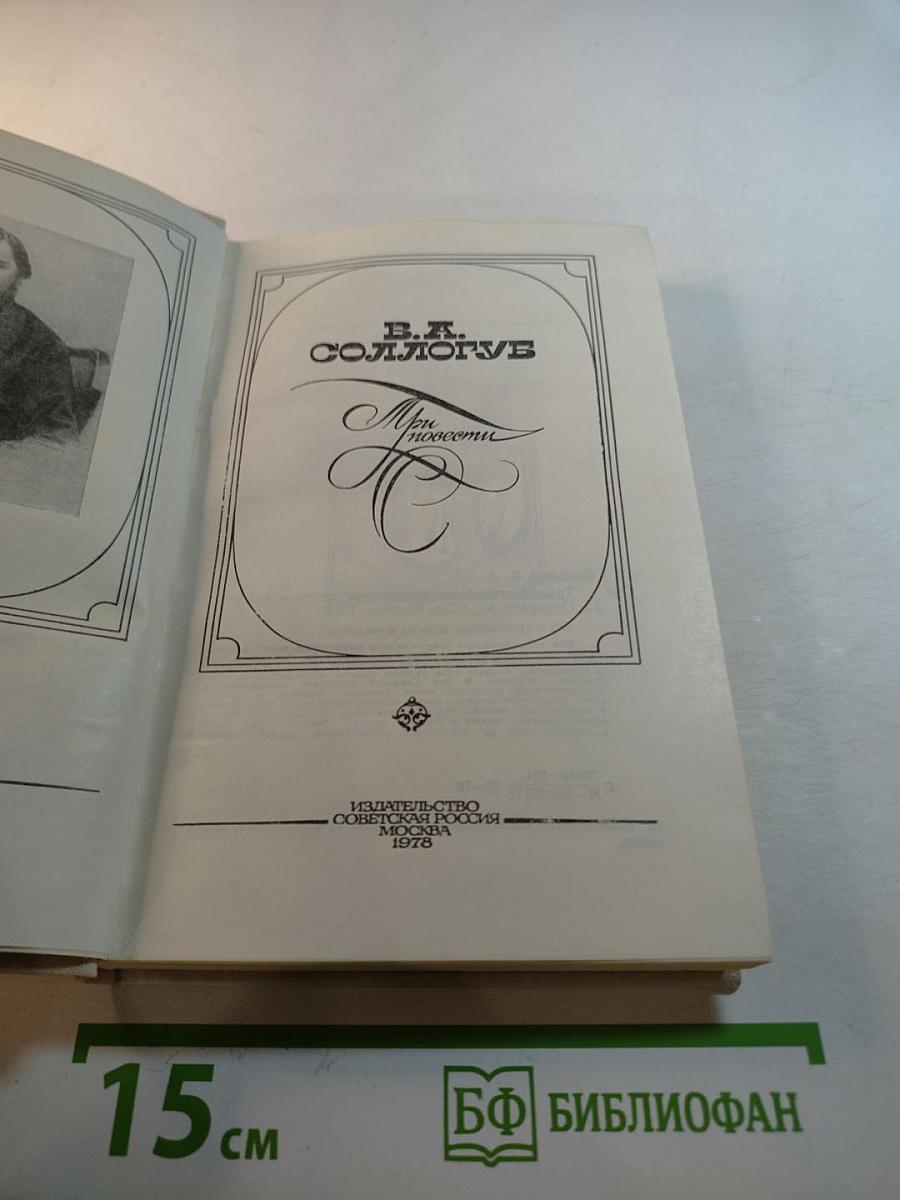 В. А.
СОЛЛОГУБ
Три
повести
ИЗДАТЕЛЬСТВО
СОВЕТСКАЯ РОССИЯ
МОСКВА
1978
15 см
БФ БИБЛИОФАН